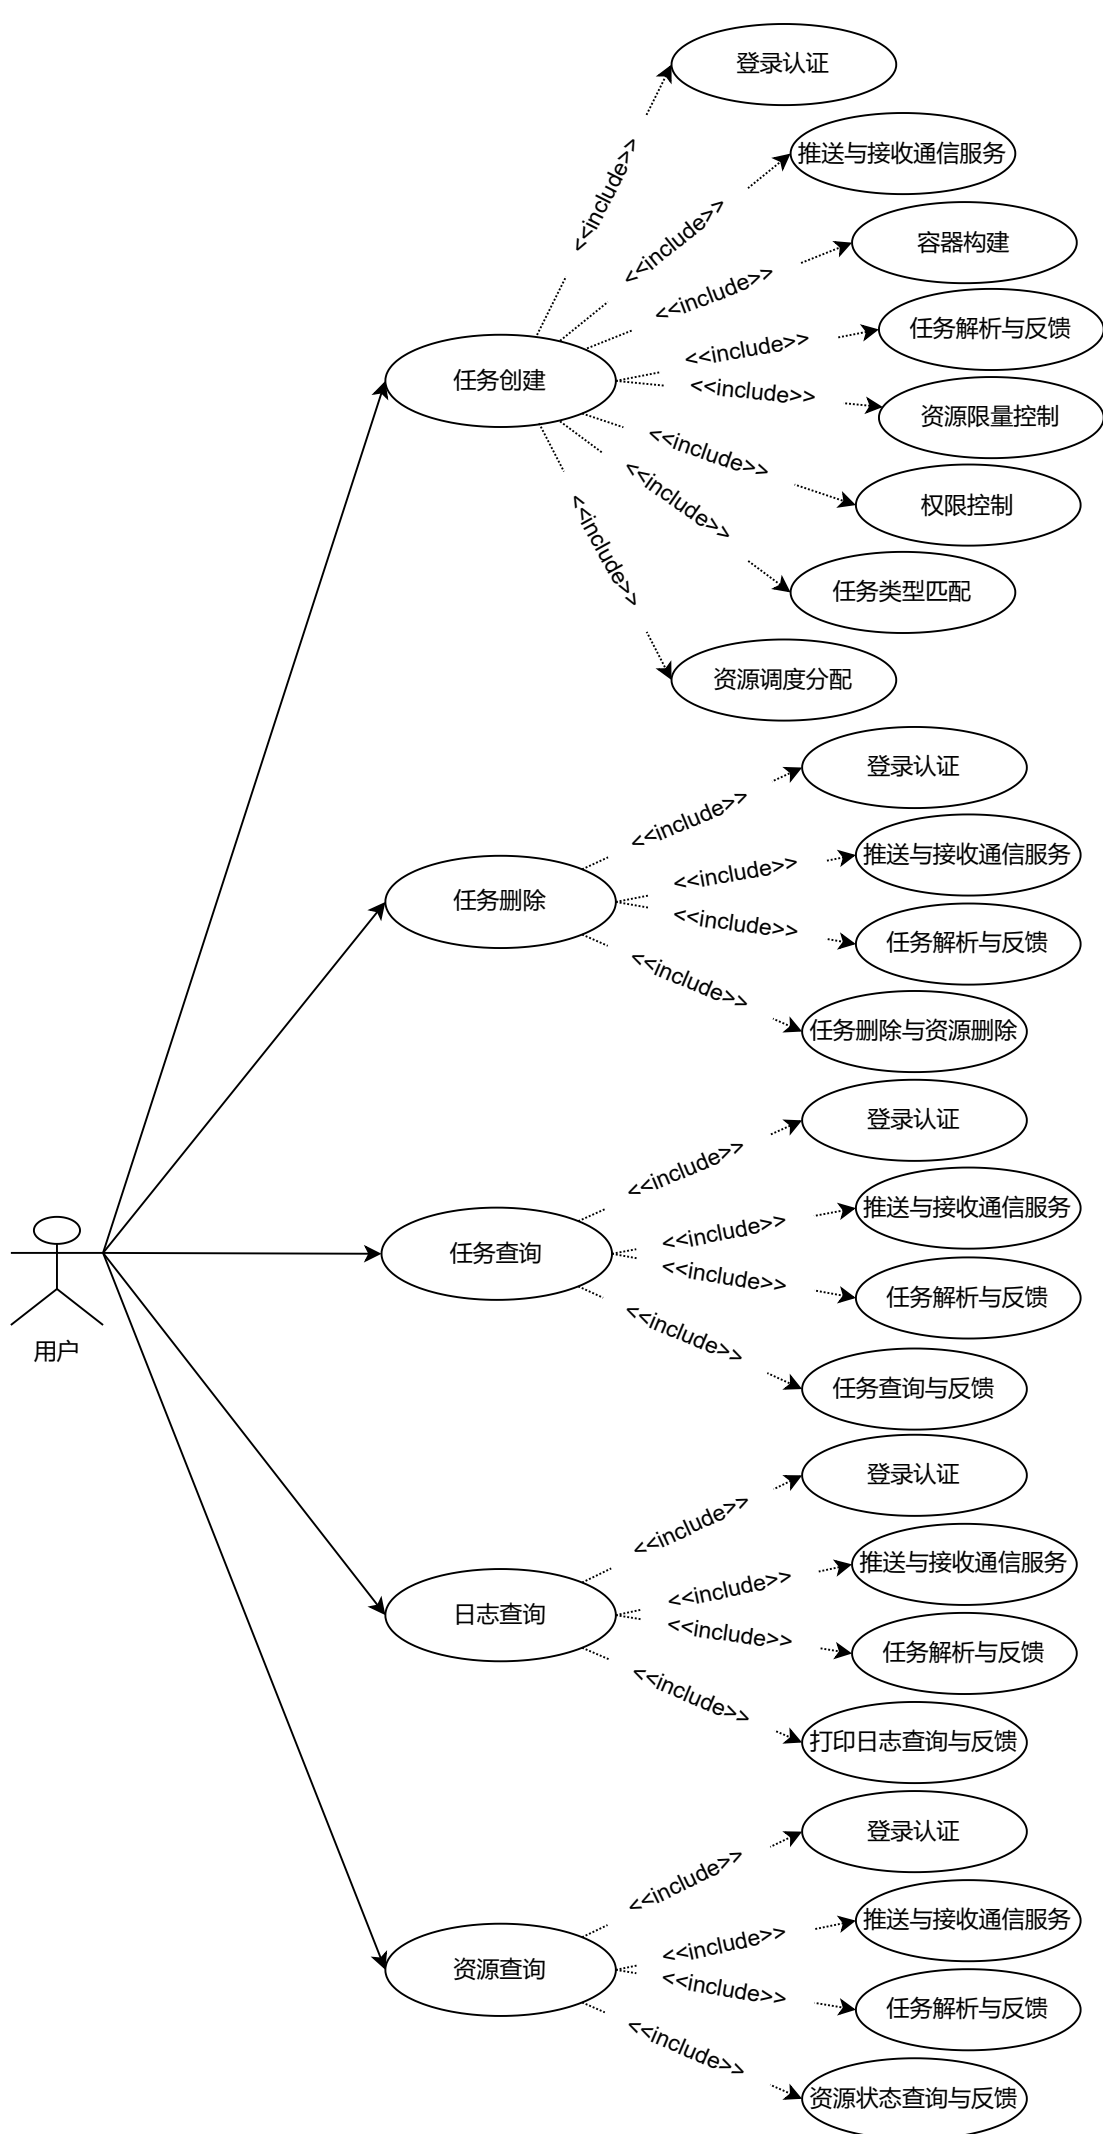 登录认证
<<include>>
推送与接收通信服务
<<include>>
容器构建
<<include>>
任务解析与反馈
<<include>>
任务创建
<<include>>
资源限量控制
<<include>>
权限控制
<<include>>
任务类型匹配
<<include>>
资源调度分配
登录认证
<<include>>
推送与接收通信服务
<<include>>
任务删除
<<include>>
任务解析与反馈
<<include>>
任务删除与资源删除
登录认证
<<include>>
推送与接收通信服务
<<include>>
任务查询
<<include>>
任务解析与反馈
用户
<<include>>
任务查询与反馈
登录认证
<<include>>
推送与接收通信服务
<<include>>
日志查询
<<include>>
任务解析与反馈
<<include>>
打印日志查询与反馈
登录认证
<<include>>
推送与接收通信服务
<<include>>
资源查询
<<include>>
任务解析与反馈
<<include>>
资源状态查询与反馈